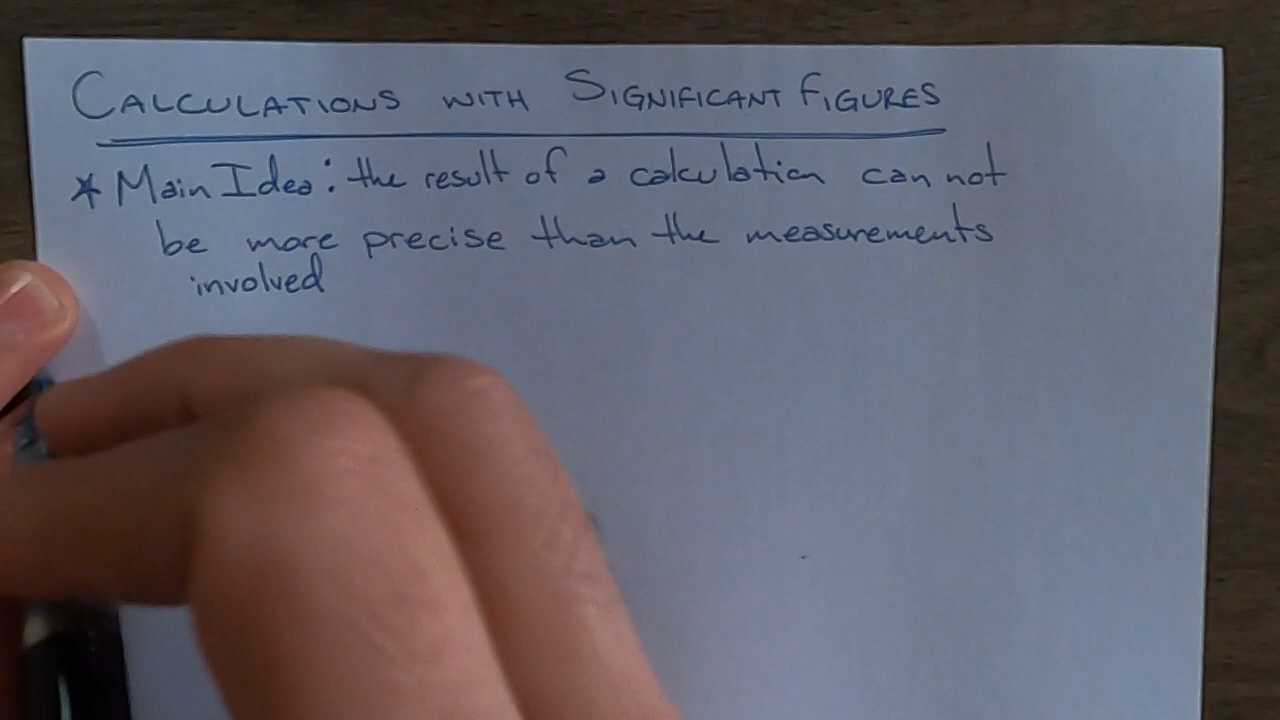 CALCULATIONS WITH SIGNIFICANT FIGURES
* Main Idea: the result of a calculation can not
be more precise than the measurements
involved